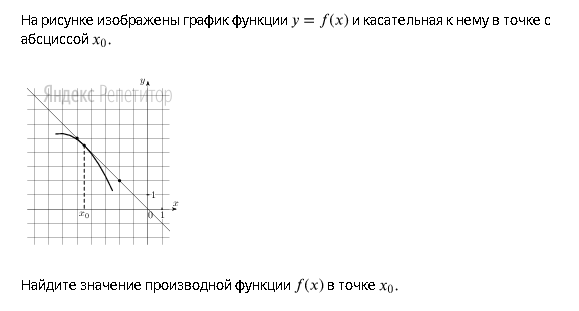 На рисунке изображены график функции y = f(x) и касательная к нему в точке с
абсциссой x₀.
y
Яндекс Репетитор
1
x
x₀ 0 1
Найдите значение производной функции f(x) в точке x₀.